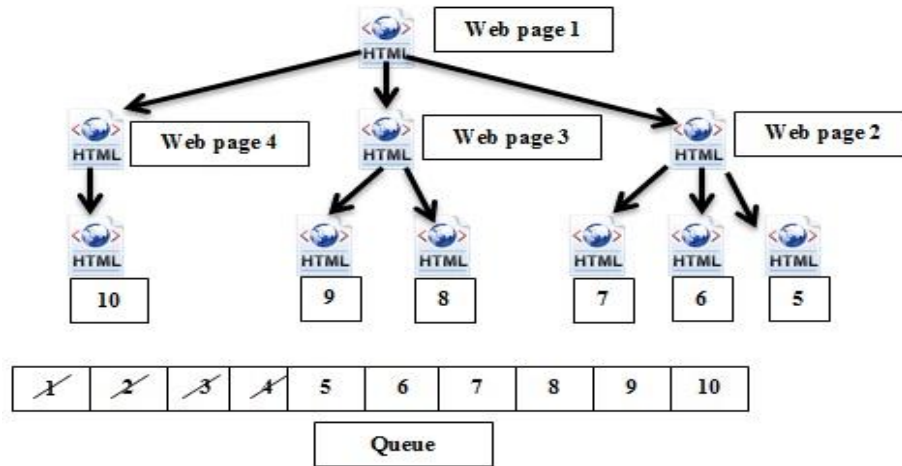 Web page 1
HTML
Web page 4
Web page 3
Web page 2
HTML HTML HTML
HTML HTML HTML HTML HTML HTML
10 9 8 7 6 5
1 2 3 4 5 6 7 8 9 10
Queue